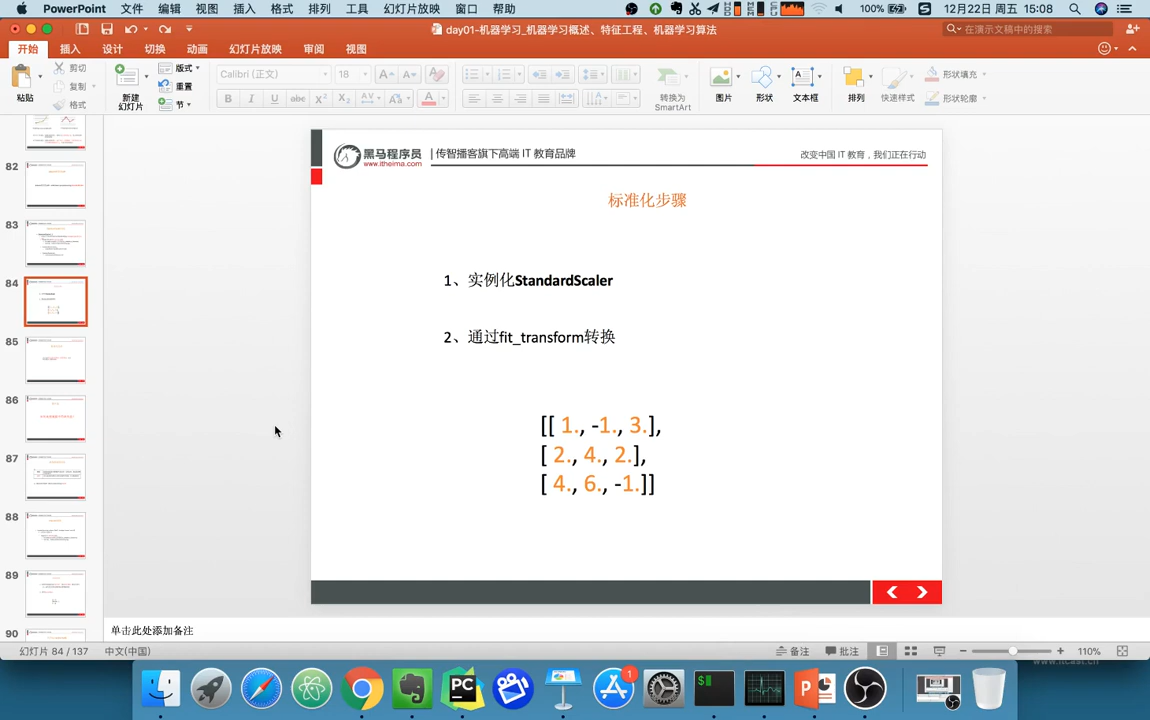 PowerPoint 文件 编辑 视图 插入 格式 排列 工具 幻灯片放映 窗口 帮助 100% 12月22日 周五 15:08
day01-机器学习_机器学习概述、特征工程、机器学习算法 在演示文稿中的搜索
开始 插入 设计 切换 动画 幻灯片放映 审阅 视图
粘贴 剪切 复制 格式 新建 幻灯片 版式 重置 节 Calibri (正文) 18 转换为 SmartArt 图片 形状 文本框 排列 快速样式 形状填充 形状轮廓
82
83
84
85
86
87
88
89
90
黑马程序员 | 传智播客旗下高端 IT 教育品牌 改变中国 IT 教育，我们正在行动
www.itheima.com
标准化步骤
1、实例化StandardScaler
2、通过fit_transform转换
[[ 1., -1., 3.],
[ 2., 4., 2.],
[ 4., 6., -1.]]
单击此处添加备注
幻灯片 84 / 137 中文(中国) 备注 批注 110%
www.itcast.cn
PC
1
$
P